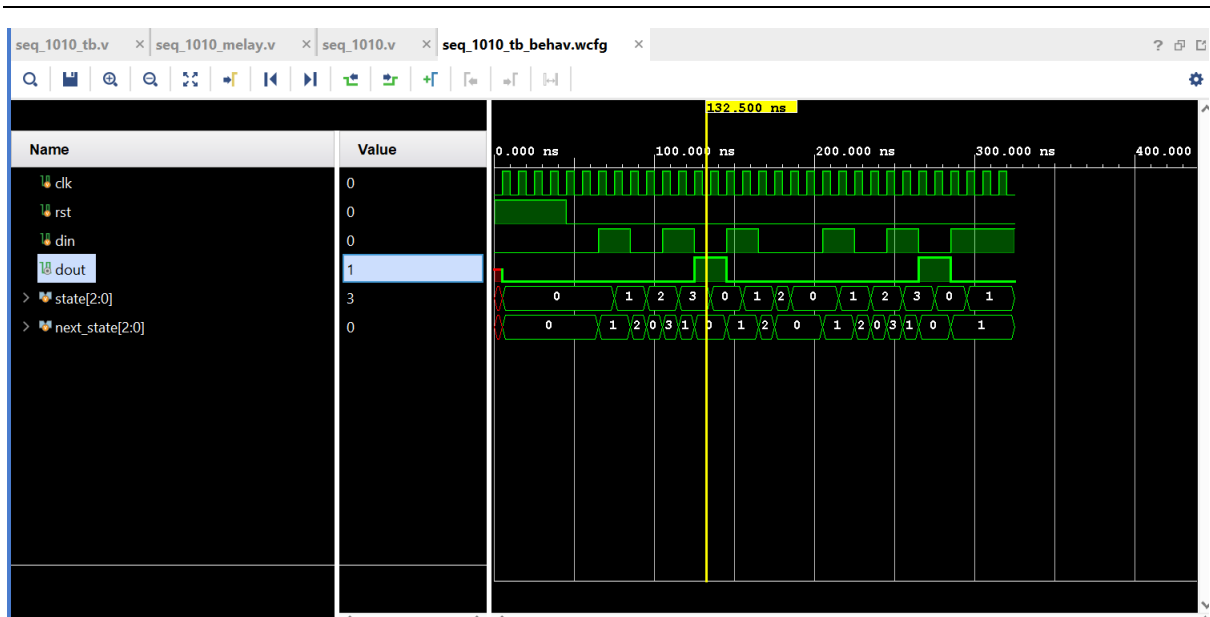 seq_1010_tb.v × seq_1010_melay.v × seq_1010.v × seq_1010_tb_behav.wcfg × ?
132.500 ns
Name Value
0.000 ns 100.000 ns 200.000 ns 300.000 ns 400.000
clk 0
rst 0
din 0
dout 1
state[2:0] 3 0 1 2 3 0 1 2 0 1 2 3 0 1
next_state[2:0] 0 0 1 2 0 3 1 0 1 2 0 1 2 0 3 1 0 1